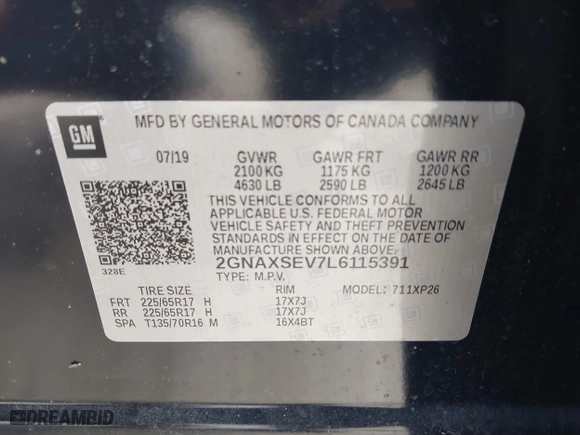 GM
MFD BY GENERAL MOTORS OF CANADA COMPANY
07/19 GVWR GAWR FRT GAWR RR
2100 KG 1175 KG 1200 KG
4630 LB 2590 LB 2645 LB
THIS VEHICLE CONFORMS TO ALL
APPLICABLE U.S. FEDERAL MOTOR
VEHICLE SAFETY AND THEFT PREVENTION
STANDARDS IN EFFECT ON THE DATE OF
MANUFACTURE SHOWN ABOVE.
328E 2GNAXSEV7L6115391
TYPE: M.P.V. MODEL: 711XP26
TIRE SIZE RIM
FRT 225/65R17 H 17X7J
RR 225/65R17 H 17X7J
SPA T135/70R16 M 16X4BT
DREAMBID